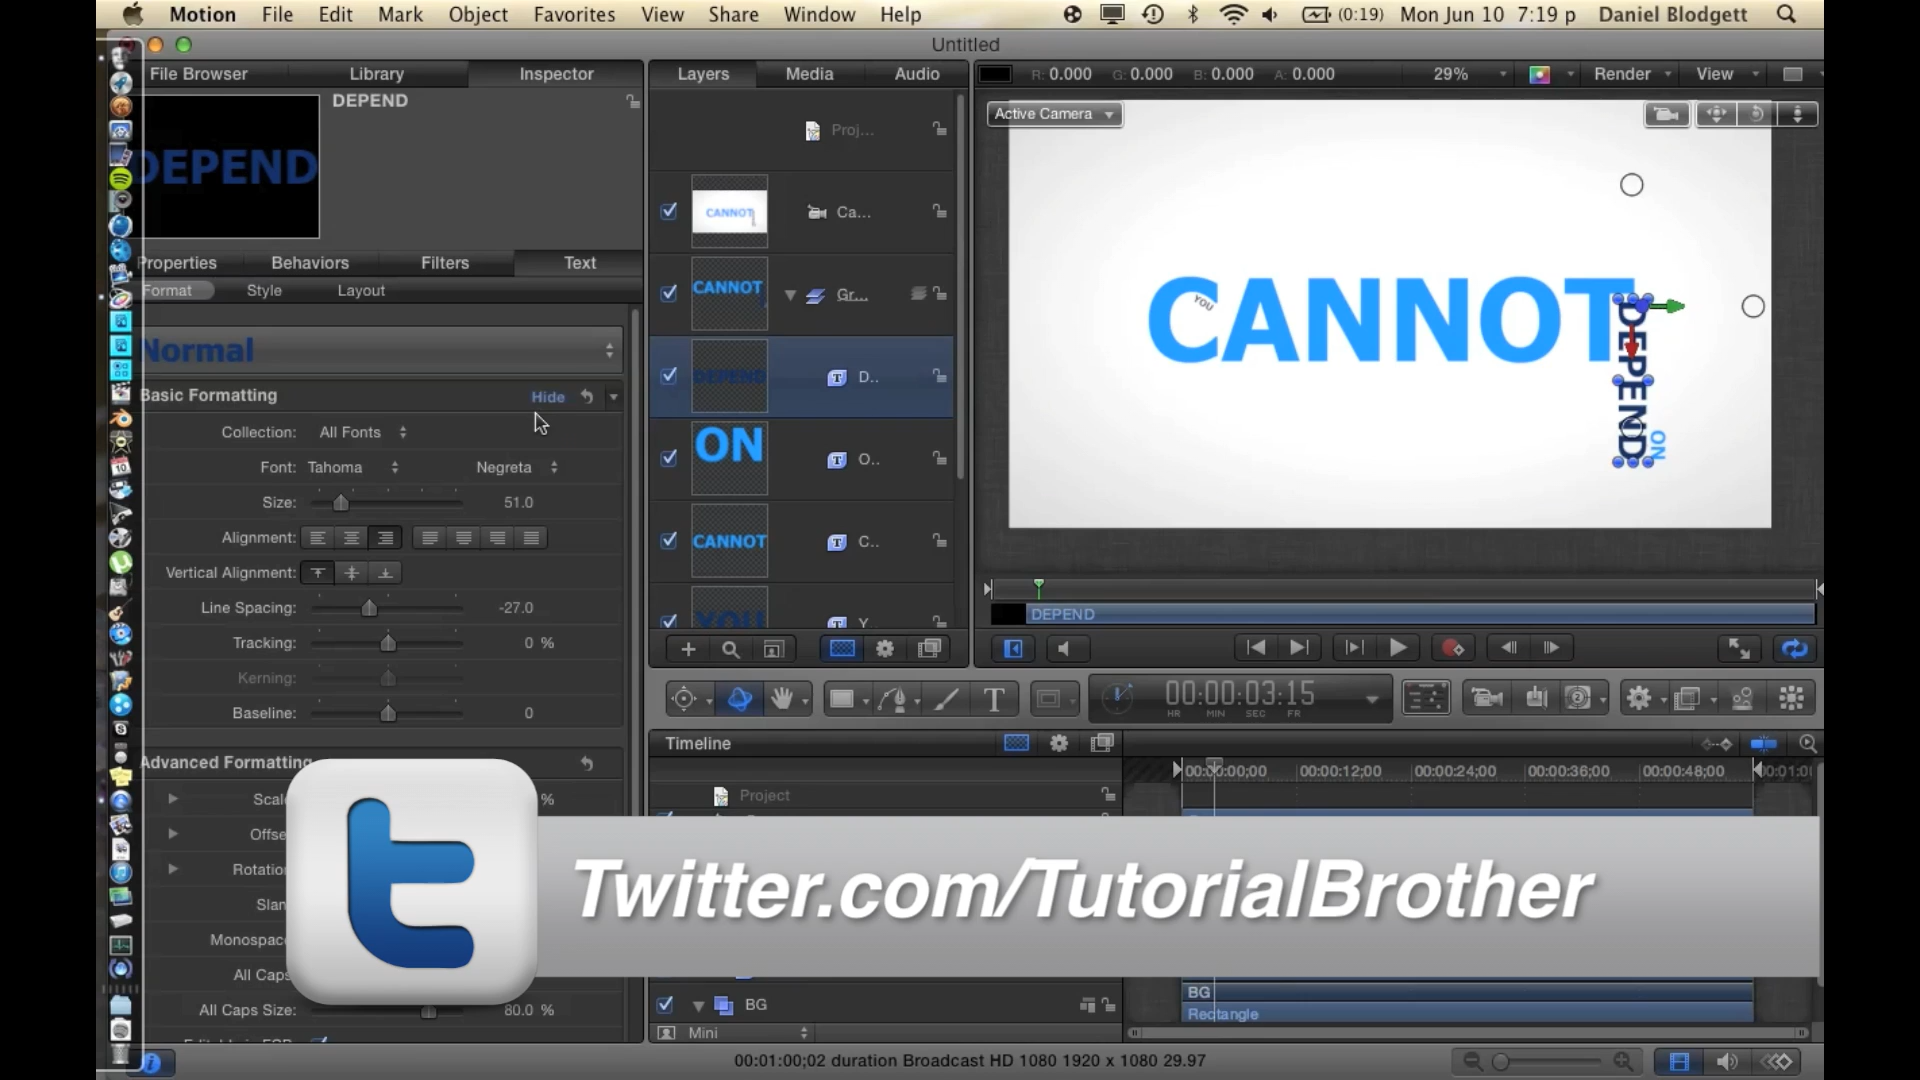 Motion File Edit Mark Object Favorites View Share Window Help (0:19) Mon Jun 10 7:19 p Daniel Blodgett
Untitled
File Browser Library Inspector
Layers Media Audio
R: 0.000 G: 0.000 B: 0.000 A: 0.000 29% Render View
DEPEND
DEPEND
Active Camera
Proj...
CANNOT
Ca...
CANNOT
Gr...
DEPEND
D..
ON
O..
CANNOT
C..
YOU
Y
YOU
CANNOT
DEPEND
ON
Properties Behaviors Filters Text
Format Style Layout
Normal
Basic Formatting Hide
Collection: All Fonts
Font: Tahoma Negreta
Size: 51.0
Alignment:
Vertical Alignment:
Line Spacing: -27.0
Tracking: 0 %
Kerning:
Baseline: 0
DEPEND
00:00:03:15
HR MIN SEC FR
Advanced Formatting
%
All Caps Size: 80.0 %
Timeline
00:00:12;00 00:00:24;00 00:00:36;00 00:00:48;00
Project
Twitter.com/TutorialBrother
BG
BG
Rectangle
Mini
00:01:00;02 duration Broadcast HD 1080 1920 x 1080 29.97